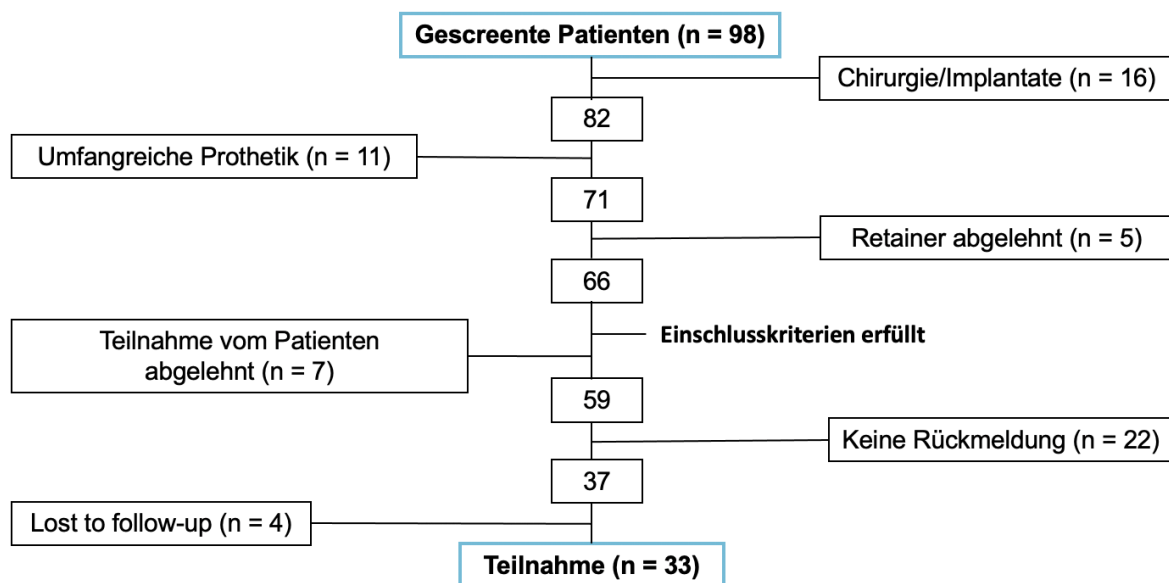 Gescreente Patienten (n = 98)
Chirurgie/Implantate (n = 16)
82
Umfangreiche Prothetik (n = 11)
71
Retainer abgelehnt (n = 5)
66
Einschlusskriterien erfüllt
Teilnahme vom Patienten
abgelehnt (n = 7)
59
Keine Rückmeldung (n = 22)
37
Lost to follow-up (n = 4)
Teilnahme (n = 33)